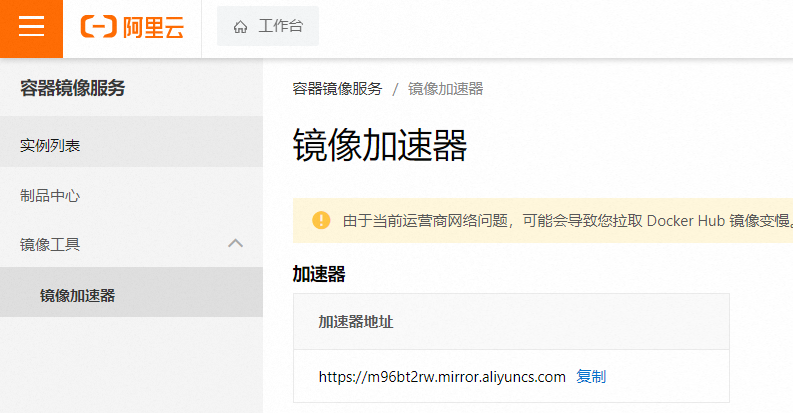 阿里云
工作台
容器镜像服务
实例列表
制品中心
镜像工具
镜像加速器
容器镜像服务 / 镜像加速器
镜像加速器
由于当前运营商网络问题，可能会导致您拉取 Docker Hub 镜像变慢。
加速器
加速器地址
https://m96bt2rw.mirror.aliyuncs.com 复制